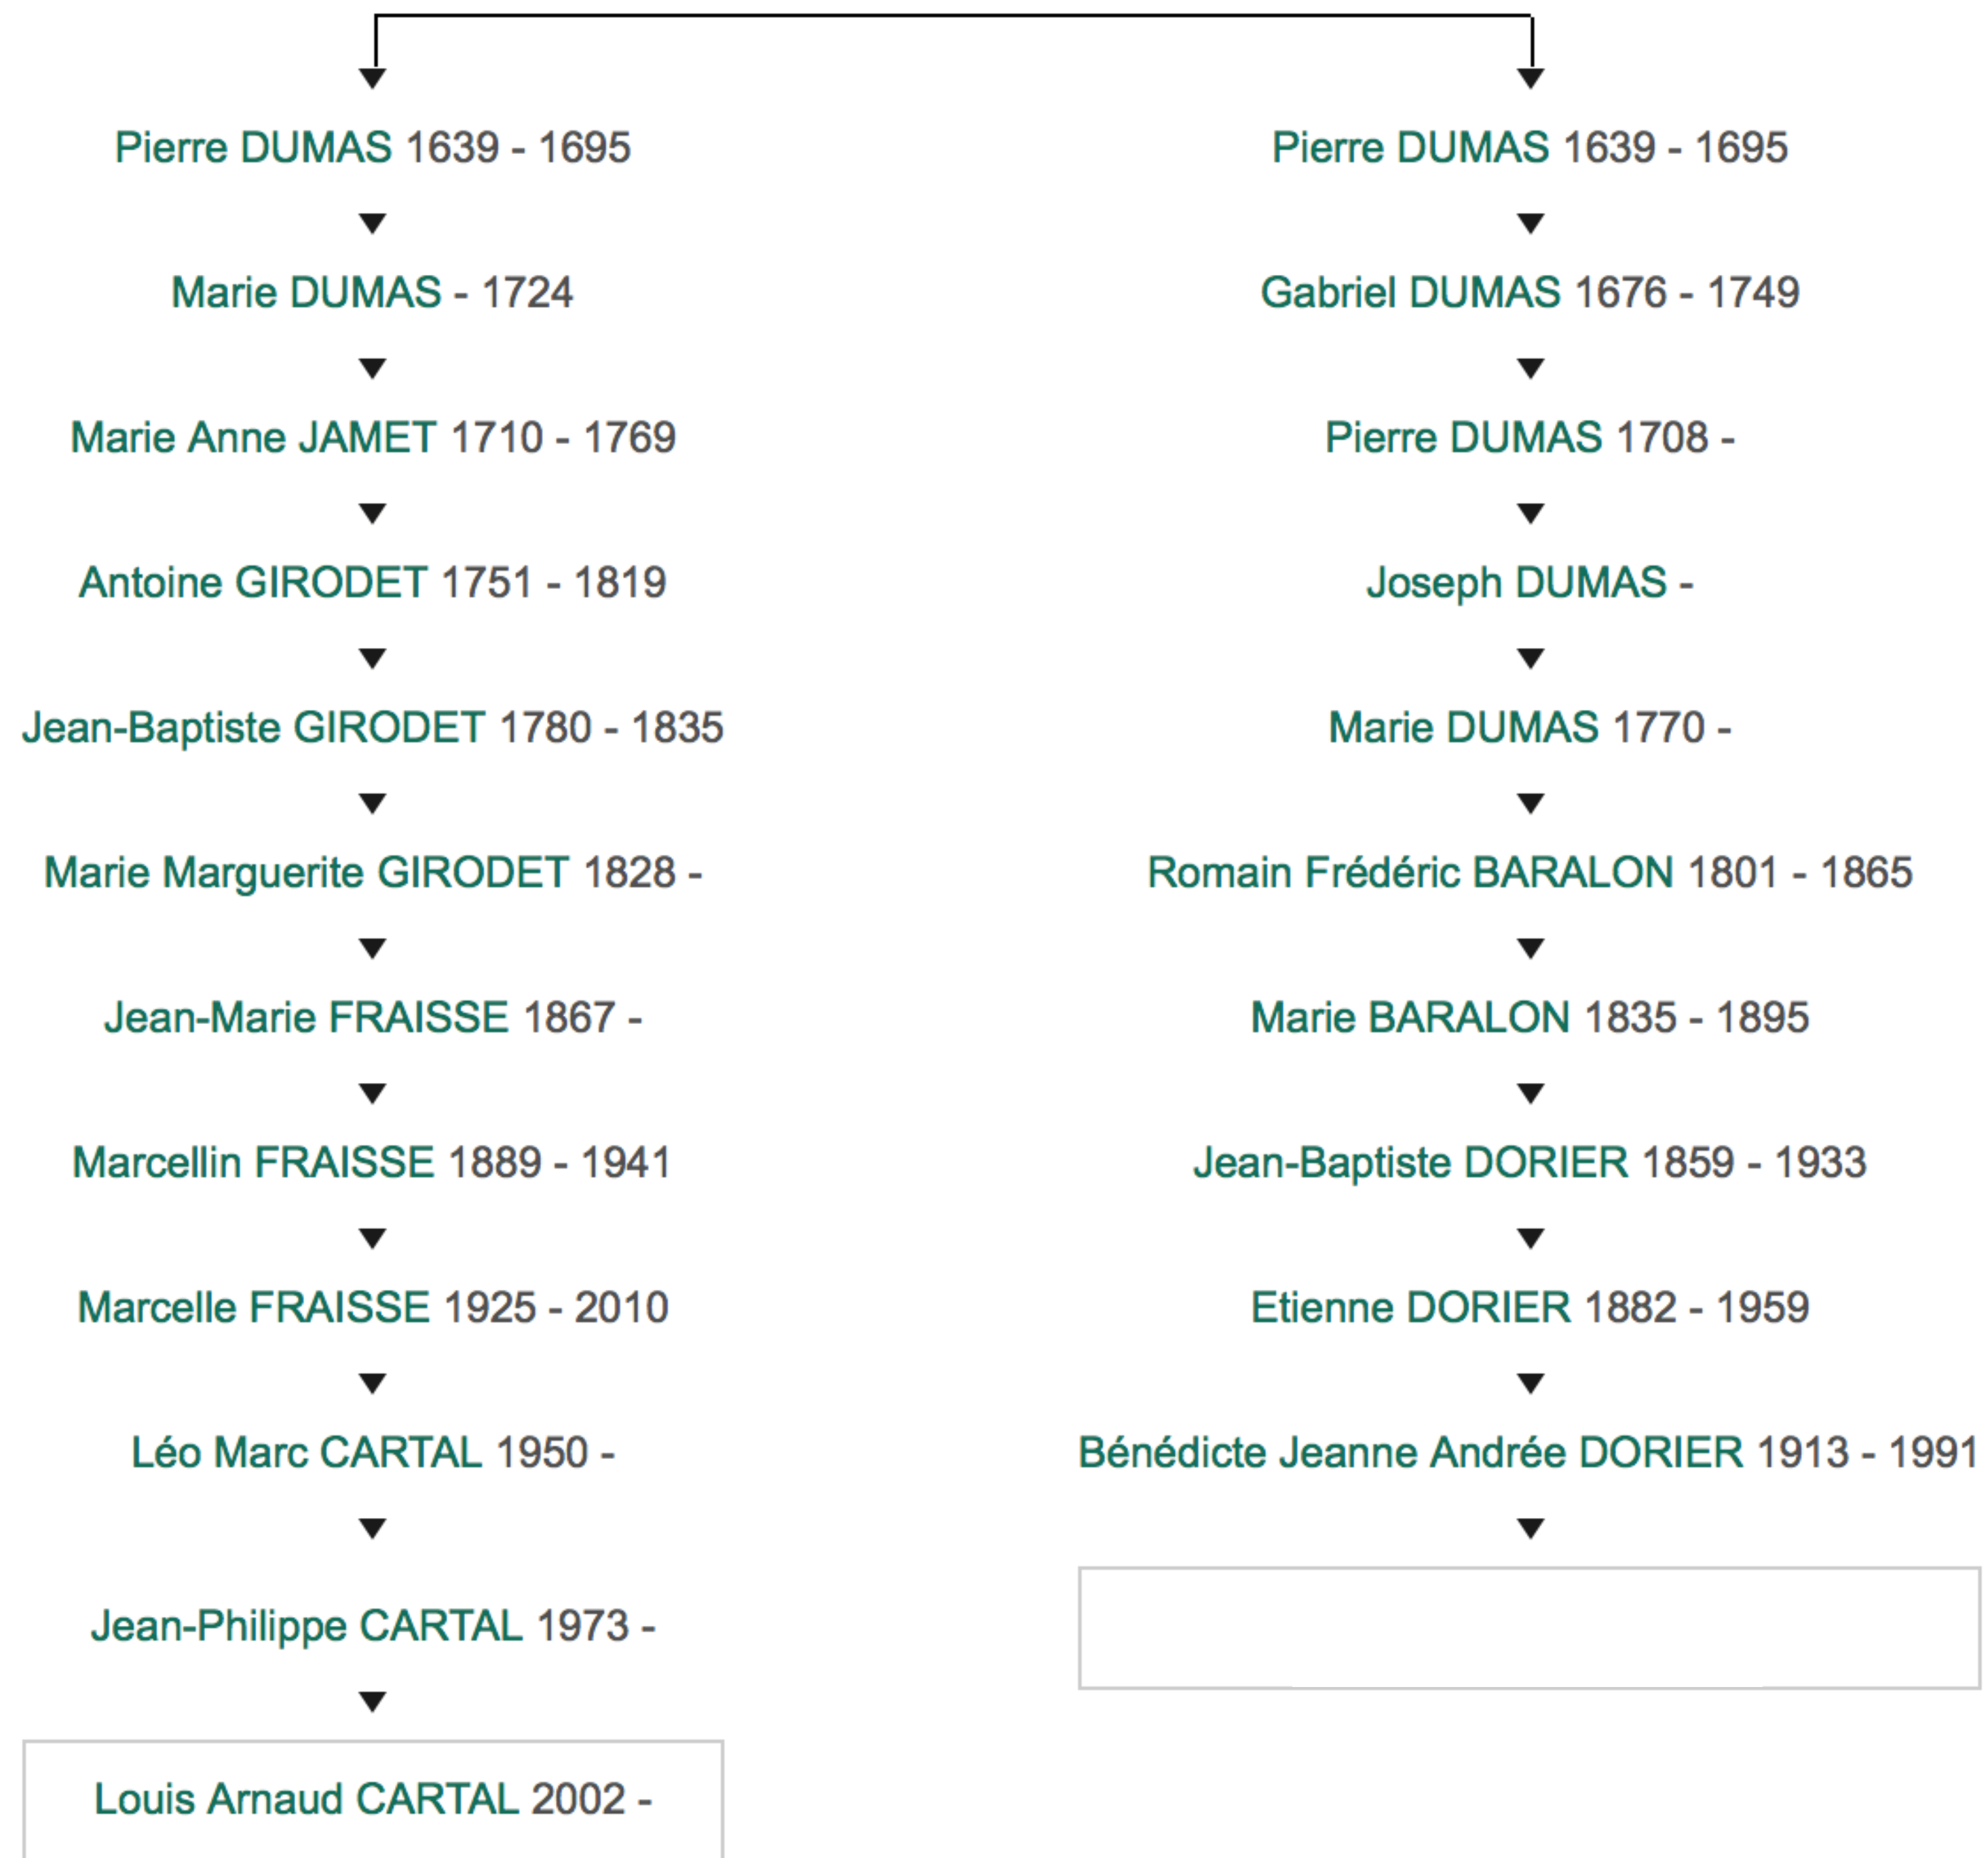 Pierre DUMAS 1639 - 1695
Marie DUMAS - 1724
Marie Anne JAMET 1710 - 1769
Antoine GIRODET 1751 - 1819
Jean-Baptiste GIRODET 1780 - 1835
Marie Marguerite GIRODET 1828 -
Jean-Marie FRAISSE 1867 -
Marcellin FRAISSE 1889 - 1941
Marcelle FRAISSE 1925 - 2010
Léo Marc CARTAL 1950 -
Jean-Philippe CARTAL 1973 -
Louis Arnaud CARTAL 2002 -
Pierre DUMAS 1639 - 1695
Gabriel DUMAS 1676 - 1749
Pierre DUMAS 1708 -
Joseph DUMAS -
Marie DUMAS 1770 -
Romain Frédéric BARALON 1801 - 1865
Marie BARALON 1835 - 1895
Jean-Baptiste DORIER 1859 - 1933
Etienne DORIER 1882 - 1959
Bénédicte Jeanne Andrée DORIER 1913 - 1991